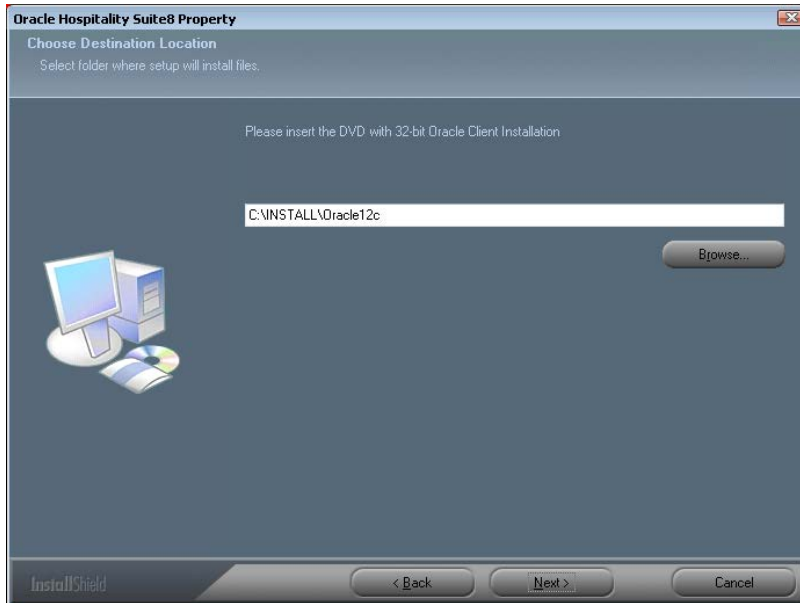 Oracle Hospitality Suite8 Property
Choose Destination Location
Select folder where setup will install files.
Please insert the DVD with 32-bit Oracle Client Installation
C:\INSTALL\Oracle12c
Browse...
InstallShield
< Back
Next >
Cancel